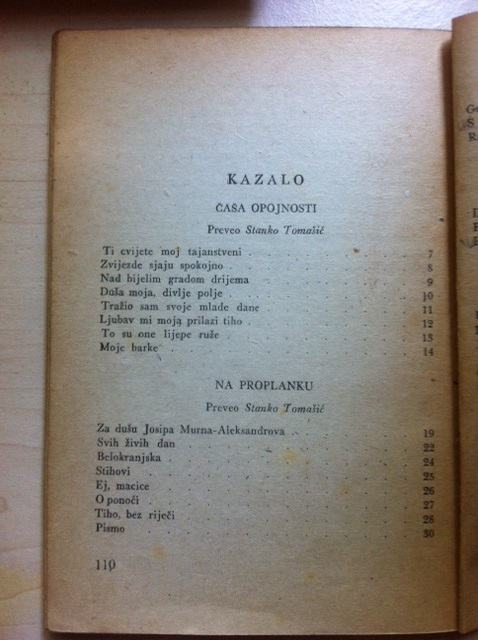 KAZALO
ČAŠA OPOJNOSTI
Preveo Stanko Tomašić
Ti cvijete moj tajanstveni 7
Zvijezde sjaju spokojno 8
Nad bijelim gradom drijema 9
Duša moja, divlje polje 10
Tražio sam svoje mlade dane 11
Ljubav mi moja prilazi tiho 12
To su one lijepe ruže 13
Moje barke 14
NA PROPLANKU
Preveo Stanko Tomašić
Za dušu Josipa Murna-Aleksandrova 19
Svih živih dan 22
Belokranjska 24
Stihovi 25
Ej, macice 26
O ponoći 27
Tiho, bez riječi 28
Pismo 30
110